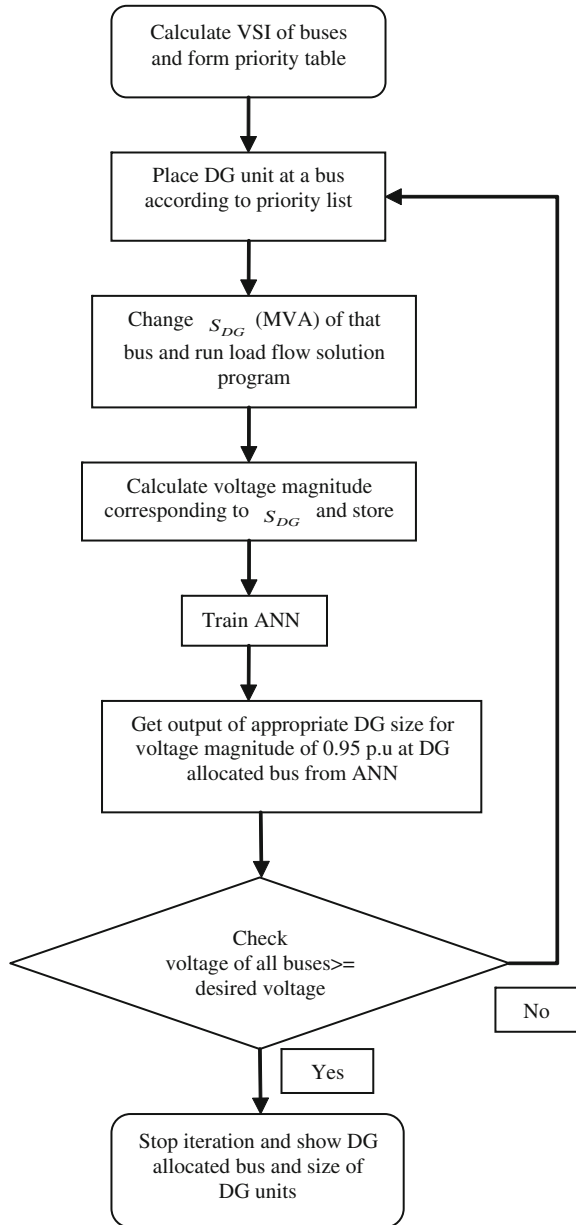 Calculate VSI of buses
and form priority table
Place DG unit at a bus
according to priority list
Change S_DG (MVA) of that
bus and run load flow solution
program
Calculate voltage magnitude
corresponding to S_DG and store
Train ANN
Get output of appropriate DG size for
voltage magnitude of 0.95 p.u at DG
allocated bus from ANN
Check
voltage of all buses>=
desired voltage
No
Yes
Stop iteration and show DG
allocated bus and size of
DG units